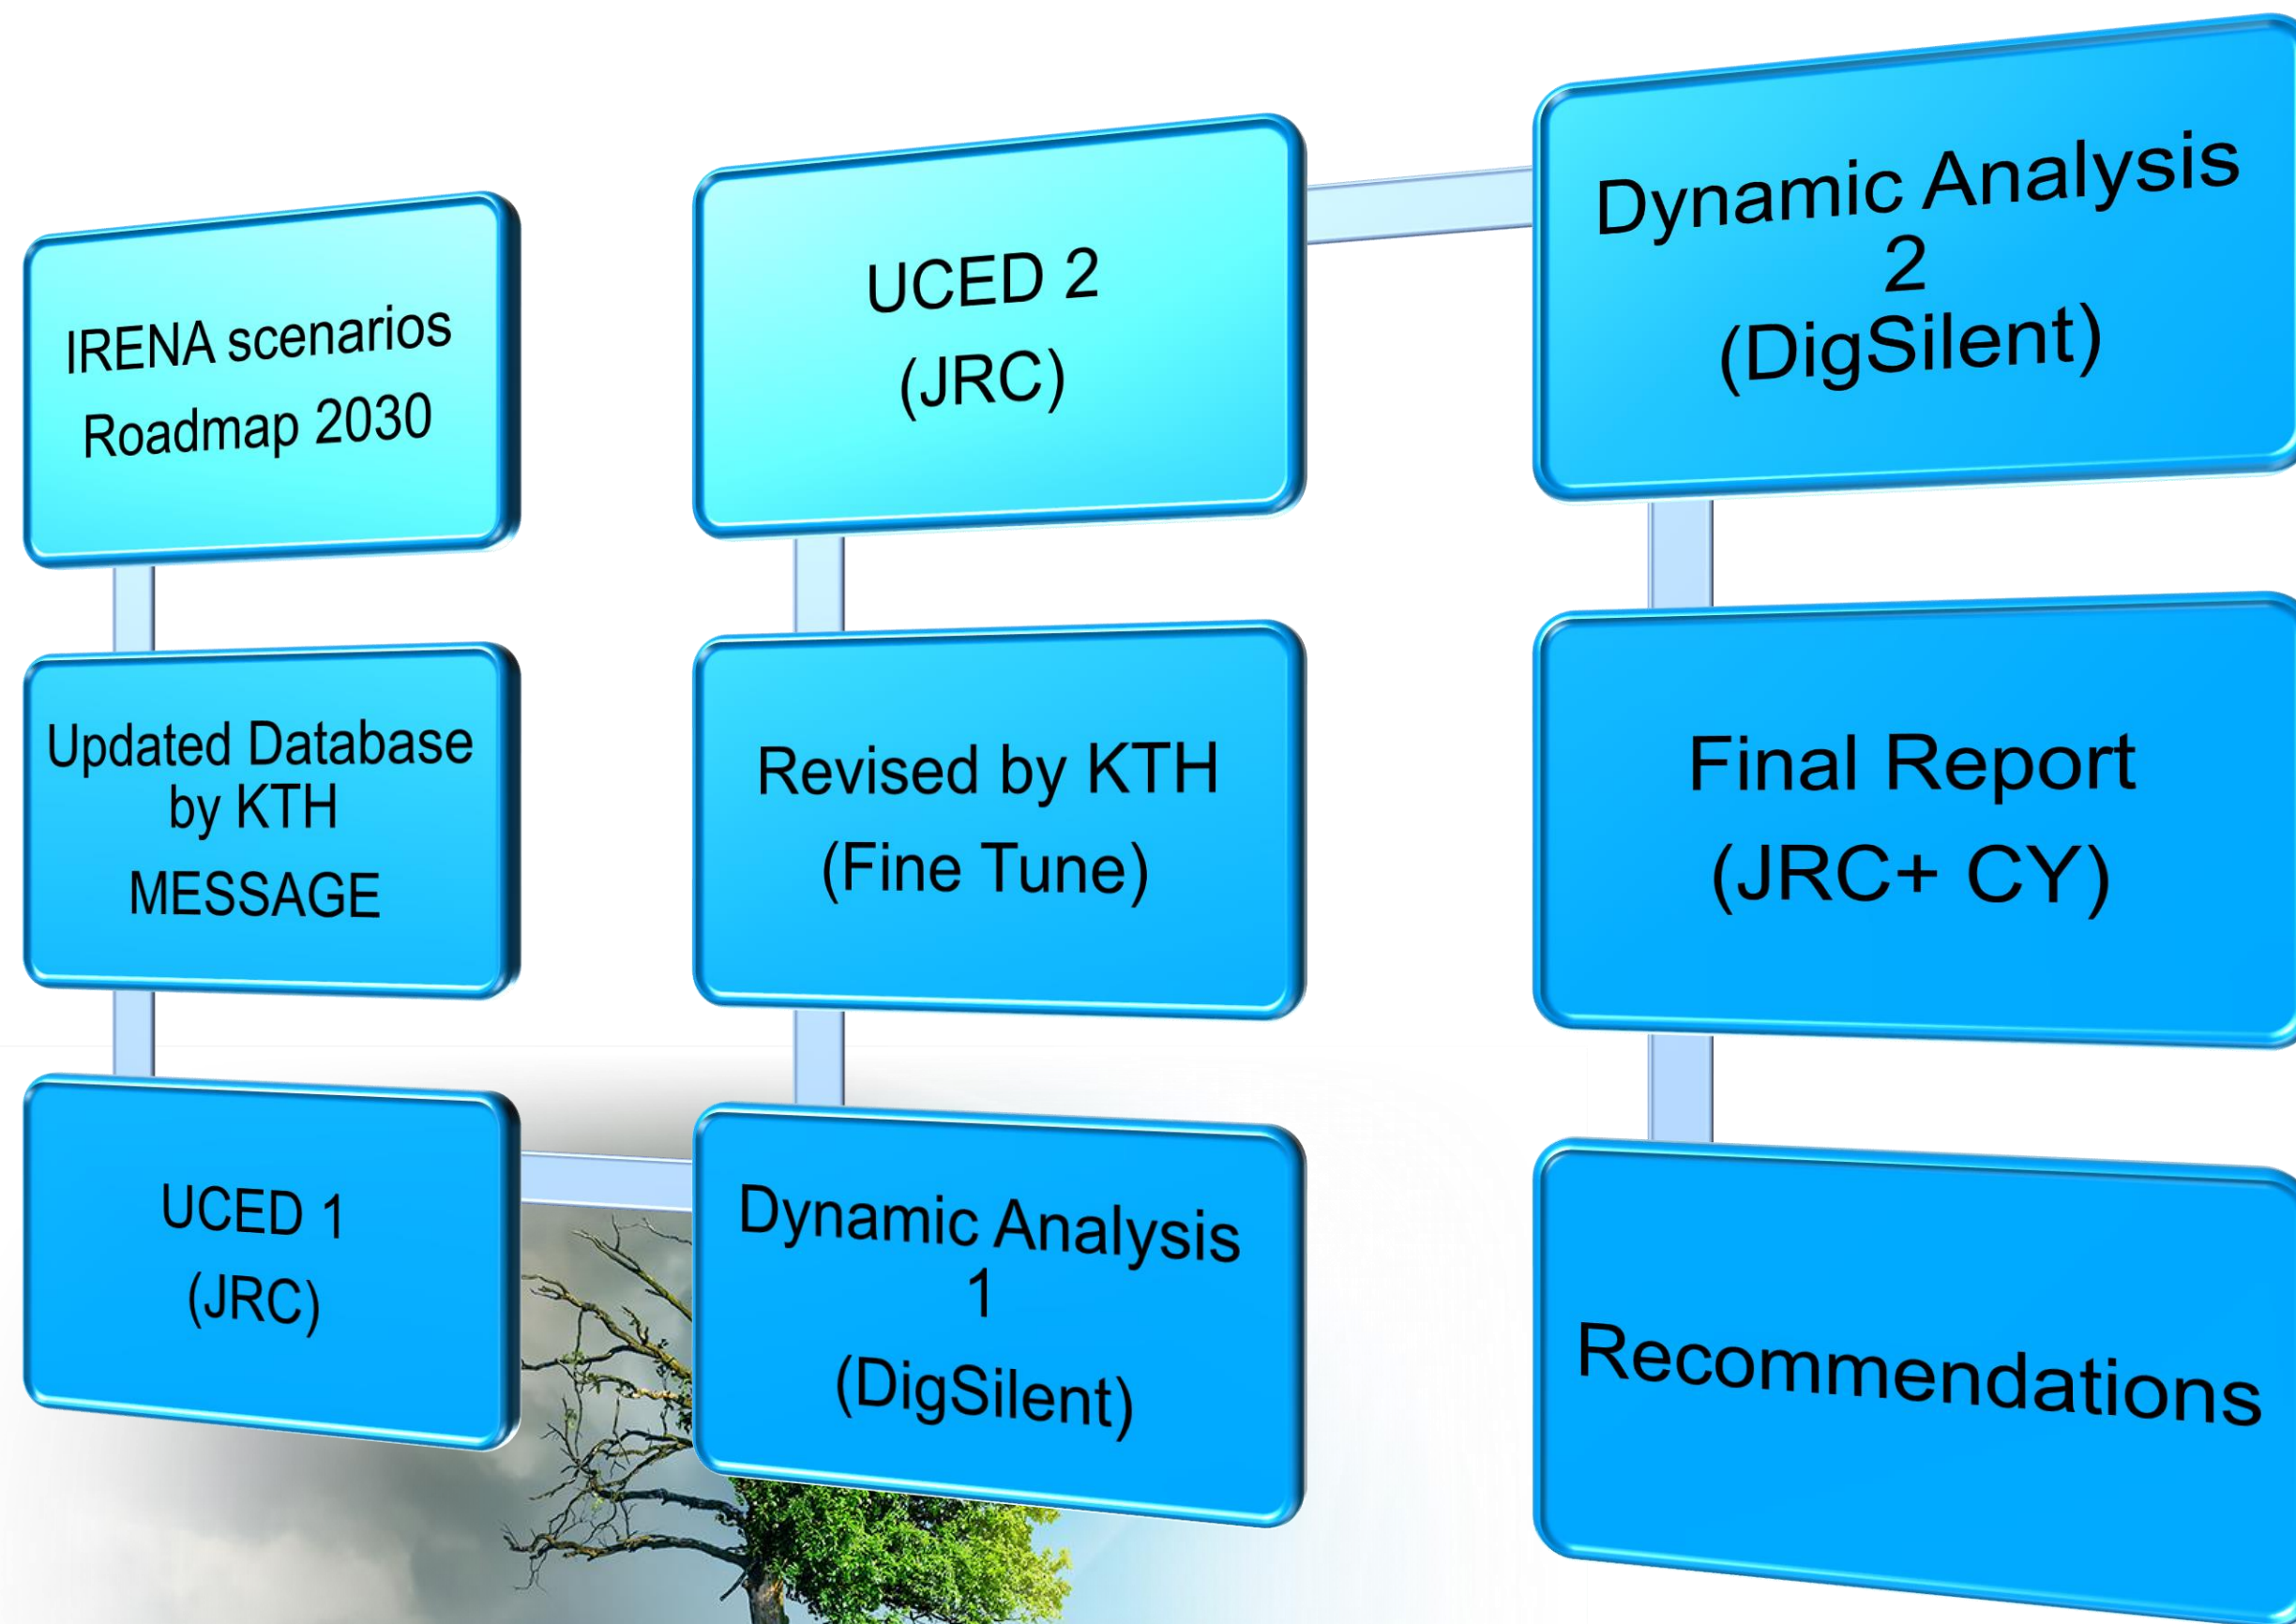 IRENA scenarios
Roadmap 2030
Updated Database
by KTH
MESSAGE
UCED 1
(JRC)
Dynamic Analysis
1
(DigSilent)
Revised by KTH
(Fine Tune)
UCED 2
(JRC)
Dynamic Analysis
2
(DigSilent)
Final Report
(JRC+ CY)
Recommendations